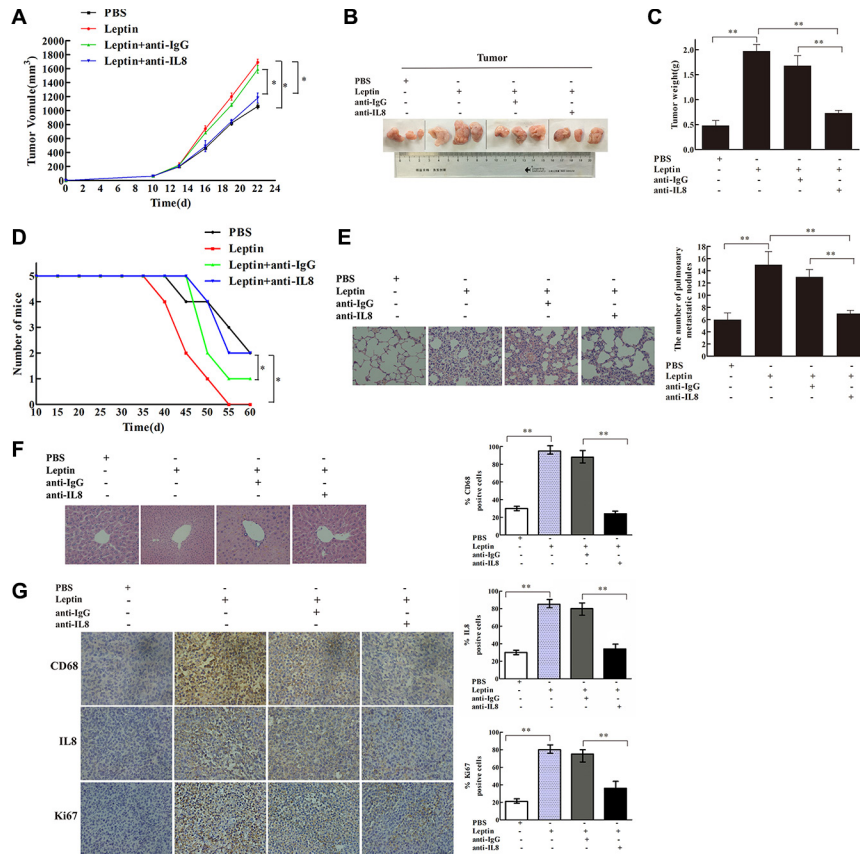 A
PBS
Leptin
Leptin+anti-IgG
Leptin+anti-IL8
Tumor Vomule(mm³)
1800
1600
1400
1200
1000
800
600
400
200
0
0 2 4 6 8 10 12 14 16 18 20 22 24
Time(d)
* * *
B
Tumor
PBS + - - -
Leptin - + + +
anti-IgG - - + -
anti-IL8 - - - +
C
** ** **
Tumor weight(g)
2.0
1.5
1.0
0.5
0.0
PBS + - - -
Leptin - + + +
anti-IgG - - + -
anti-IL8 - - - +
D
PBS
Leptin
Leptin+anti-IgG
Leptin+anti-IL8
Number of mice
5
4
3
2
1
0
10 15 20 25 30 35 40 45 50 55 60
Time(d)
* *
E
PBS + - - -
Leptin - + + +
anti-IgG - - + -
anti-IL8 - - - +
** ** **
The number of pulmonary
metastatic nodules
18
16
14
12
10
8
6
4
2
0
PBS + - - -
Leptin - + + +
anti-IgG - - + -
anti-IL8 - - - +
F
PBS + - - -
Leptin - + + +
anti-IgG - - + -
anti-IL8 - - - +
** **
% CD68
positve cells
100
80
60
40
20
0
PBS + - - -
Leptin - + + +
anti-IgG - - + -
anti-IL8 - - - +
G
PBS + - - -
Leptin - + + +
anti-IgG - - + -
anti-IL8 - - - +
CD68
IL8
Ki67
** **
% IL8
positve cells
100
80
60
40
20
0
PBS + - - -
Leptin - + + +
anti-IgG - - + -
anti-IL8 - - - +
** **
% Ki67
positve cells
100
80
60
40
20
0
PBS + - - -
Leptin - + + +
anti-IgG - - + -
anti-IL8 - - - +